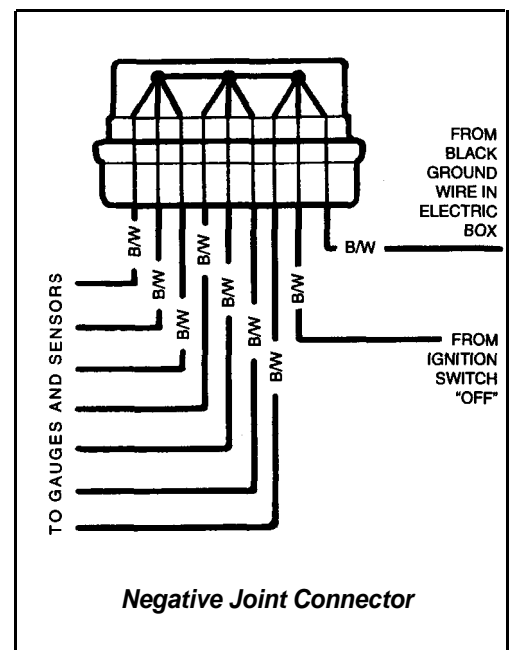 FROM
BLACK
GROUND
WIRE IN
ELECTRIC
BOX
B/W
B/W
B/W
B/W
B/W
B/W
B/W
B/W
B/W
TO GAUGES AND SENSORS
FROM
IGNITION
SWITCH
"OFF"
Negative Joint Connector